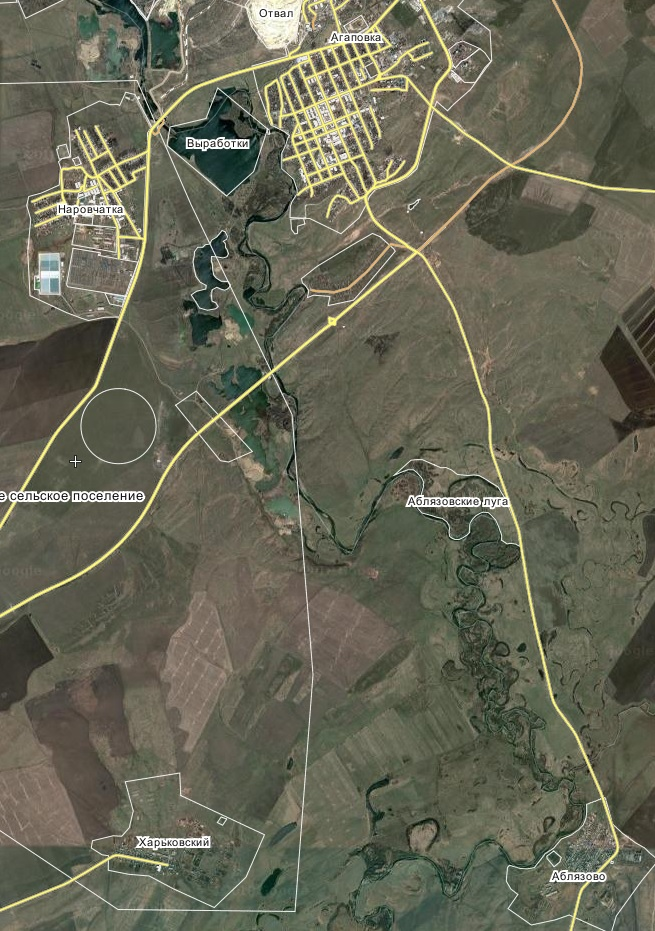 Отвал
Агаповка
Выработки
Наровчатка
е сельское поселение
Аблязовские луга
Харьковский
Аблязово